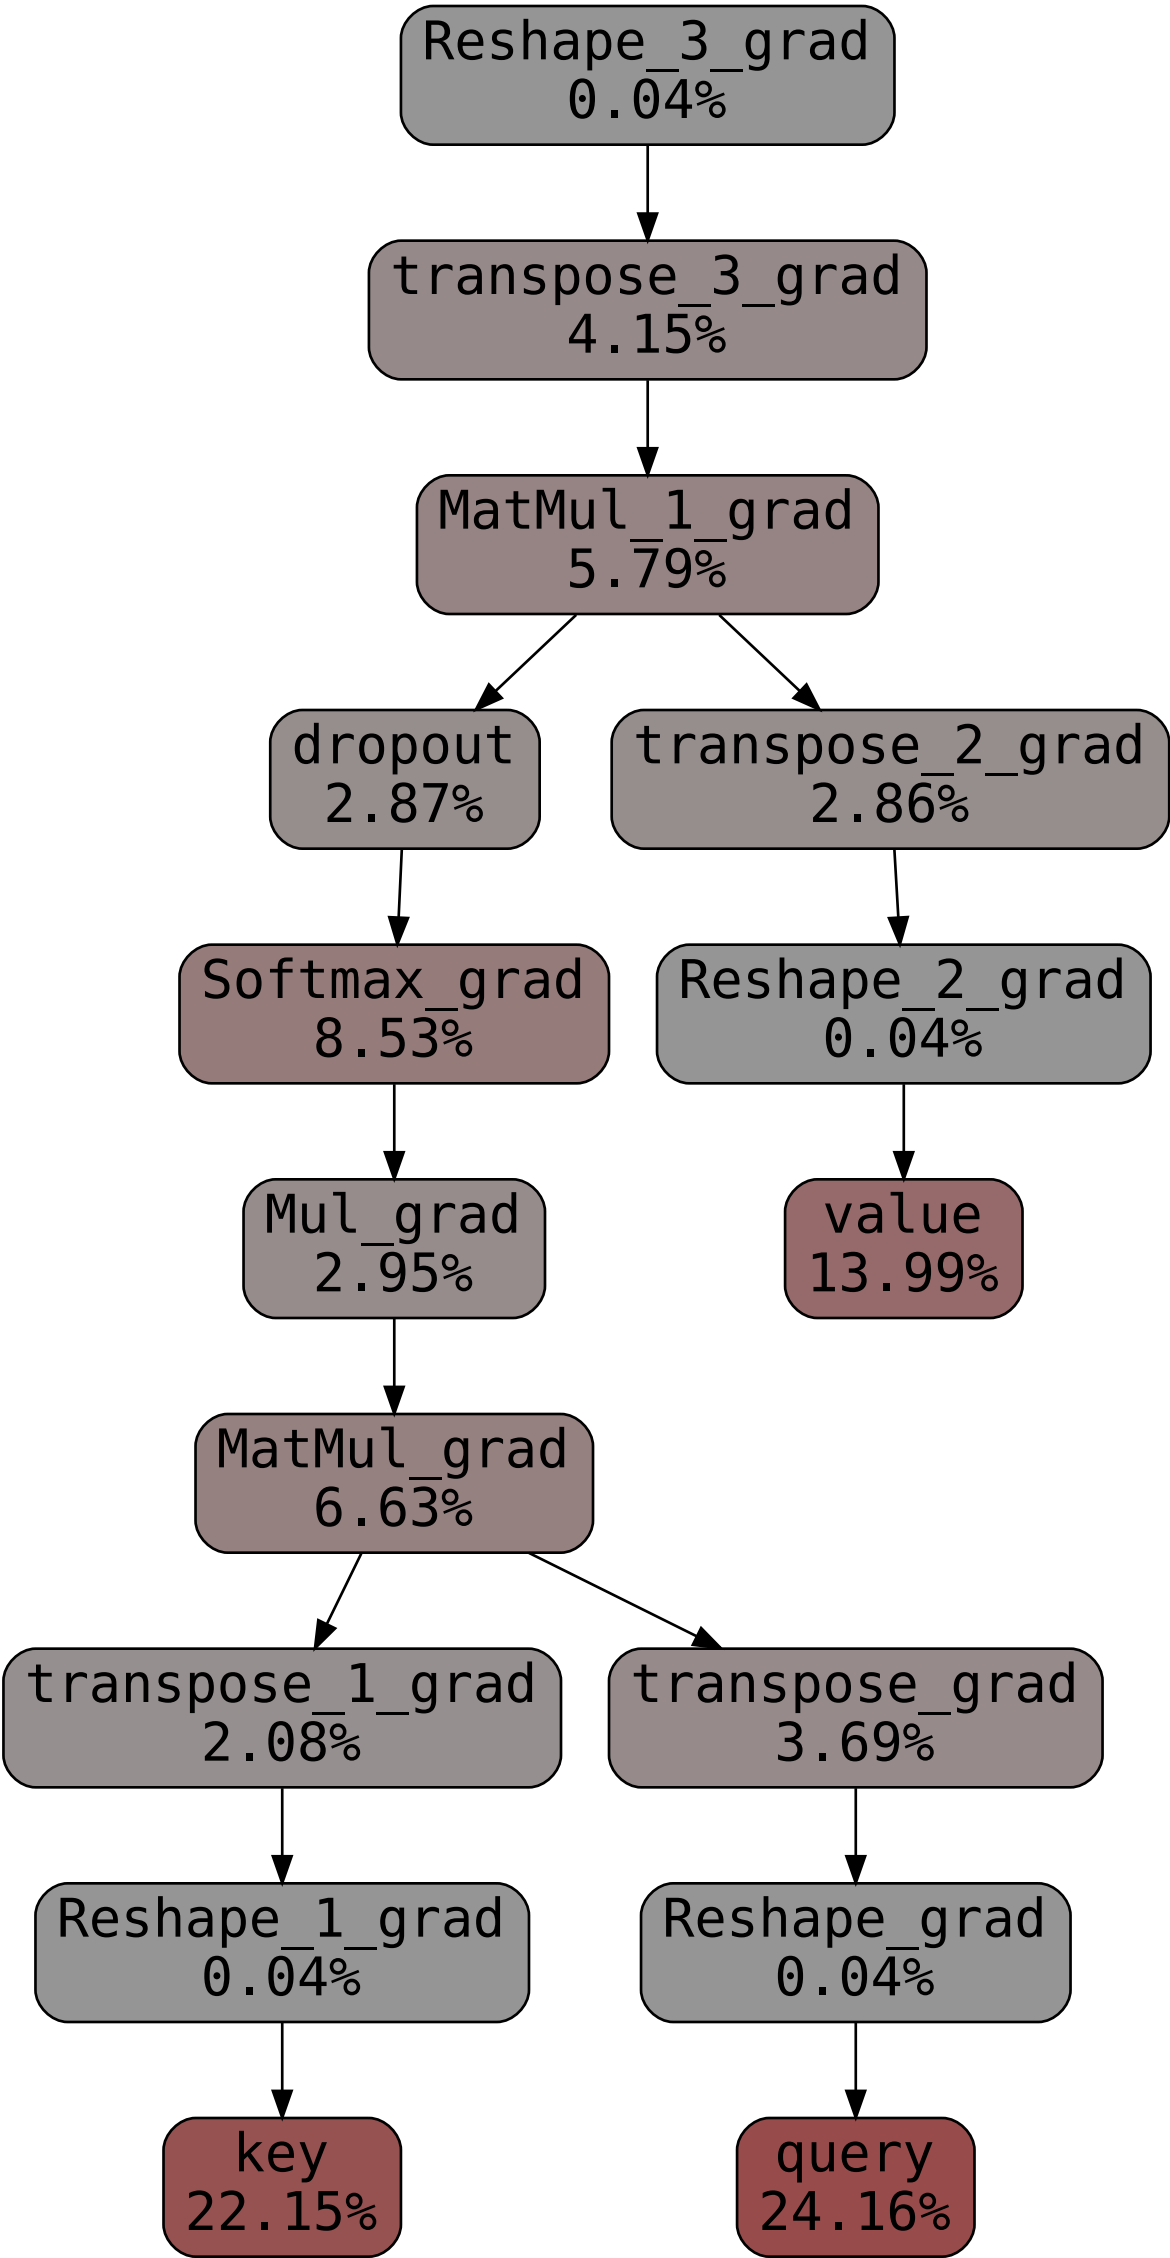 Reshape_3_grad
0.04%
transpose_3_grad
4.15%
MatMul_1_grad
5.79%
dropout
2.87%
transpose_2_grad
2.86%
Softmax_grad
8.53%
Reshape_2_grad
0.04%
Mul_grad
2.95%
value
13.99%
MatMul_grad
6.63%
transpose_1_grad
2.08%
transpose_grad
3.69%
Reshape_1_grad
0.04%
Reshape_grad
0.04%
key
22.15%
query
24.16%